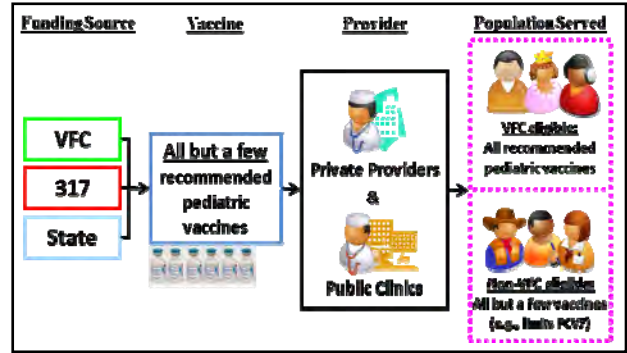 Funding Source
Vaccine
Provider
Population Served
VFC
317
State
All but a few
recommended
pediatric
vaccines
Private Providers
&
Public Clinics
VFC eligible:
All recommended
pediatric vaccines
Non-VFC eligible:
All but a few vaccines
(e.g., limits PCV7)